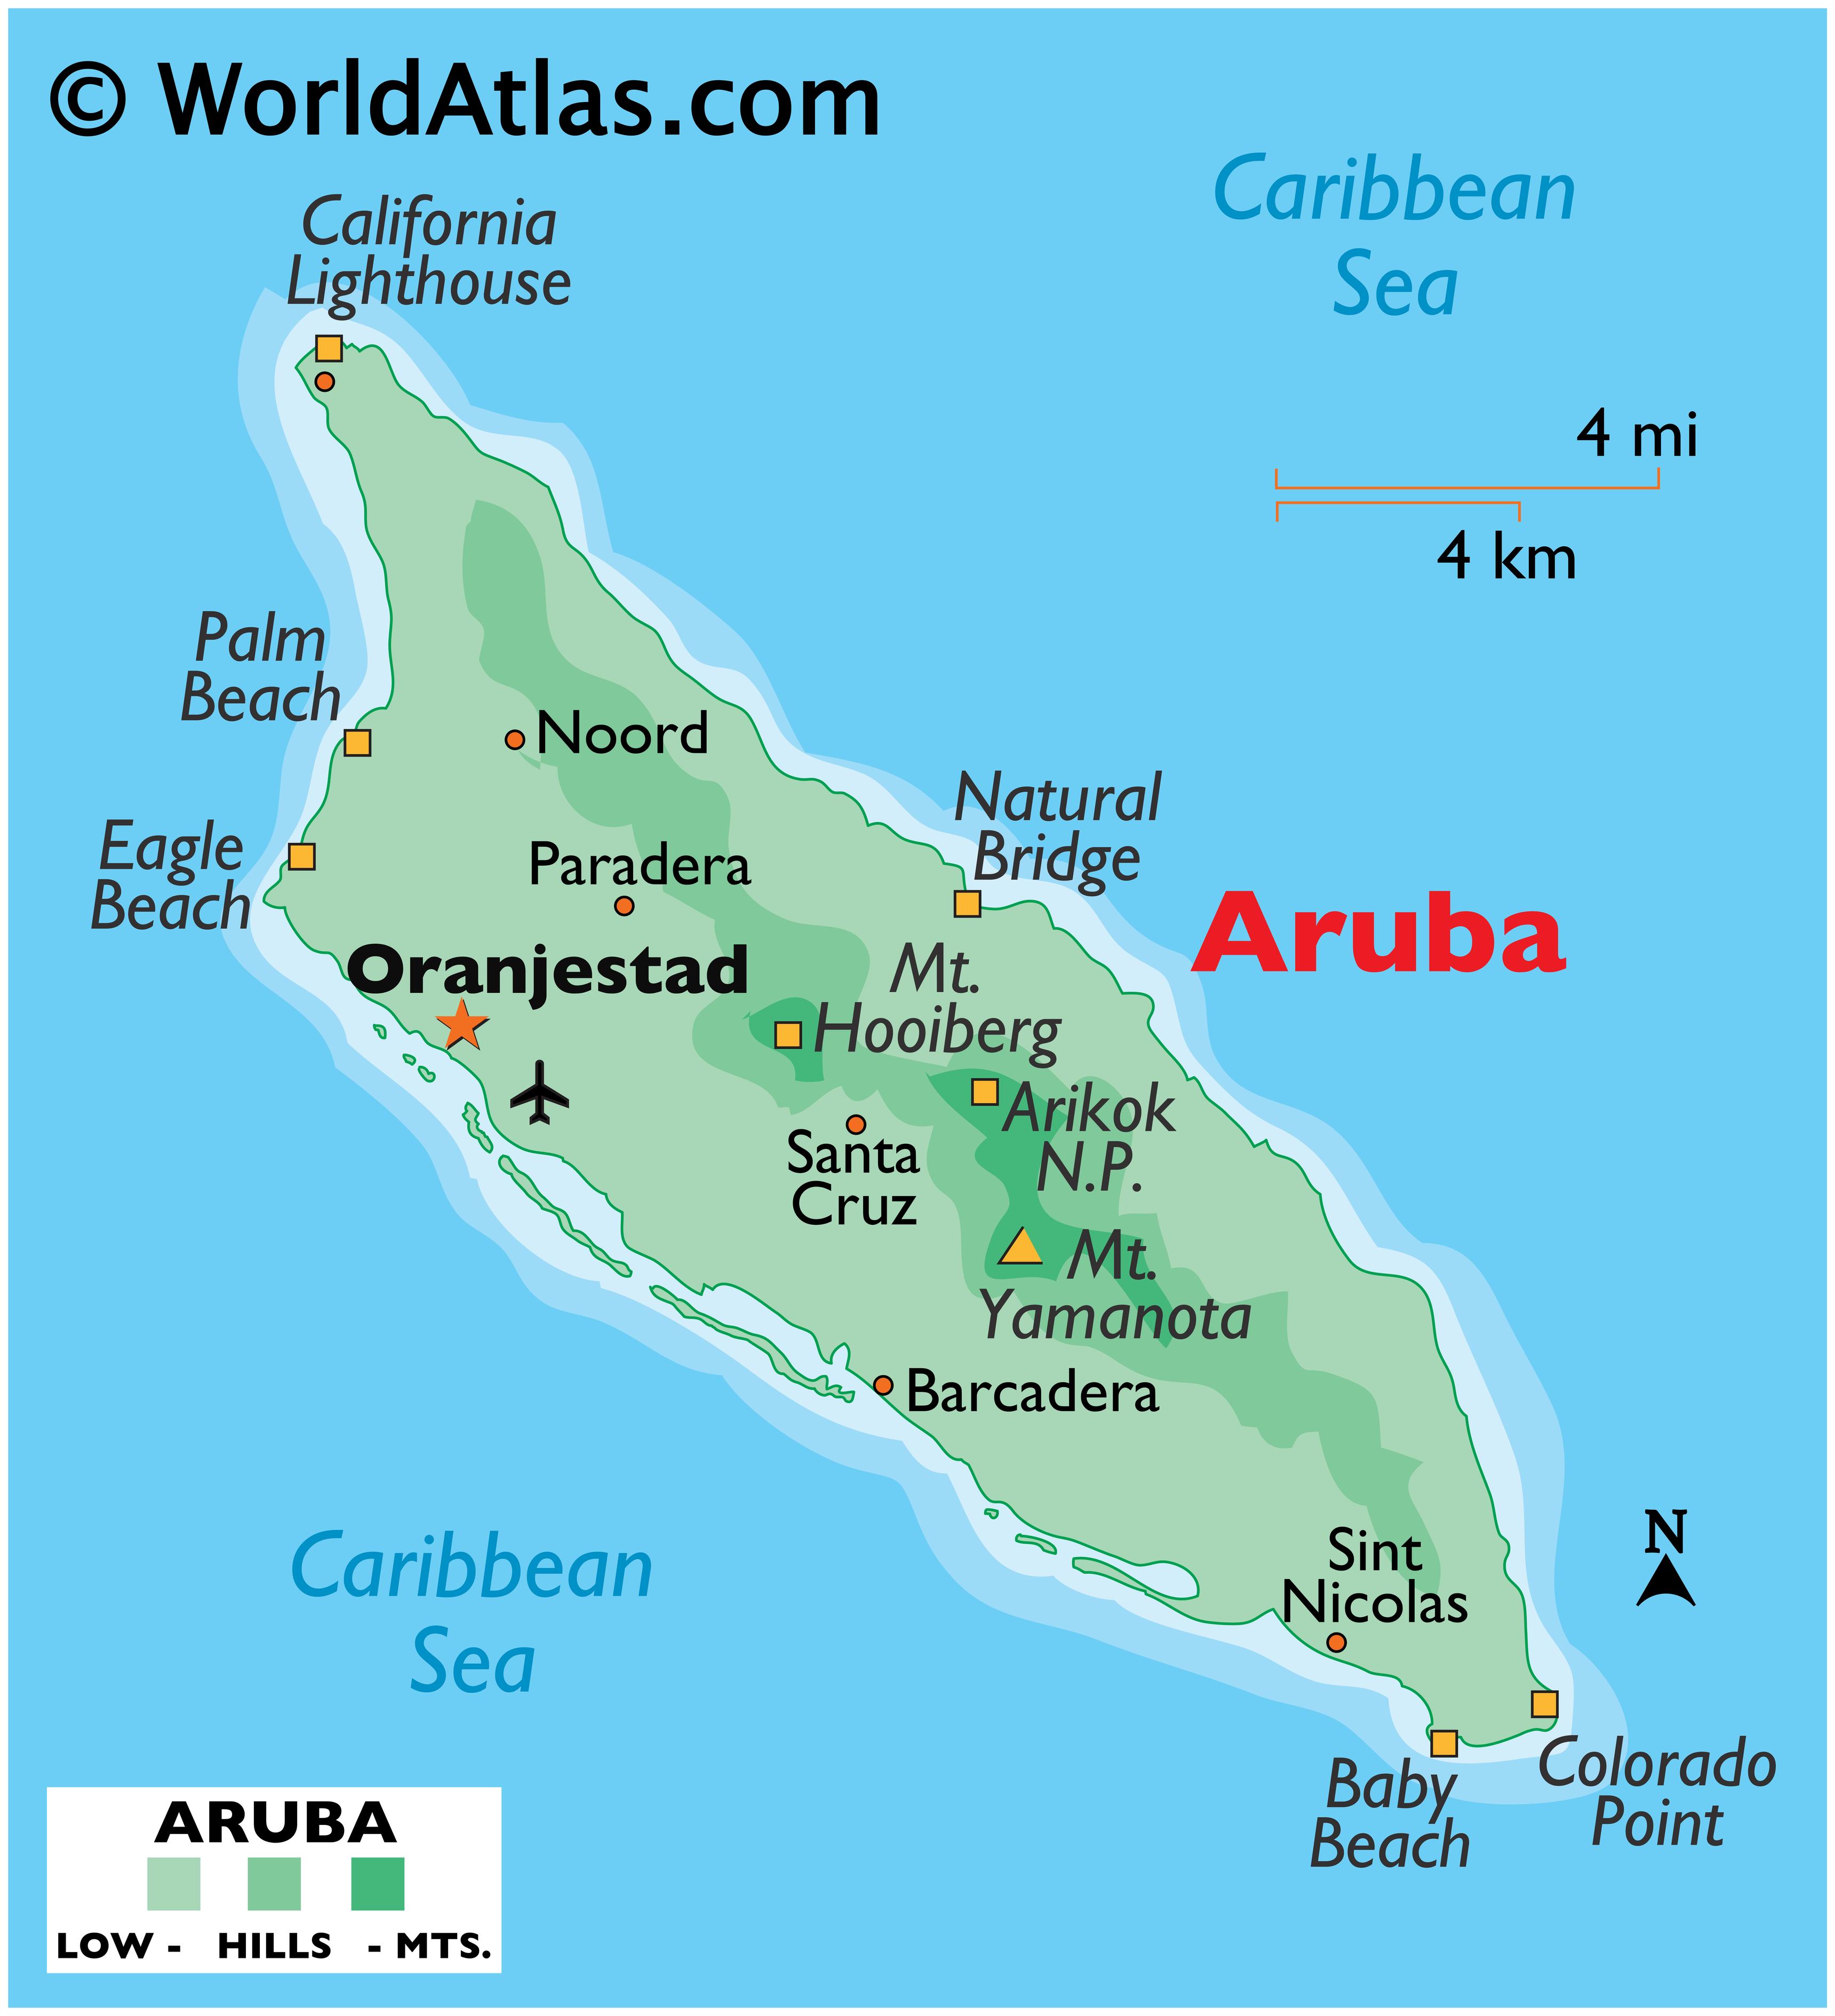 © WorldAtlas.com
Caribbean
Sea
California
Lighthouse
4 mi
4 km
Palm
Beach
Noord
Natural
Bridge
Eagle
Beach
Paradera
Aruba
Oranjestad
Mt.
Hooiberg
Arikok
N.P.
Santa
Cruz
Mt.
Yamanota
Barcadera
Caribbean
Sea
N
Sint
Nicolas
Baby
Beach
Colorado
Point
ARUBA
LOW - HILLS - MTS.